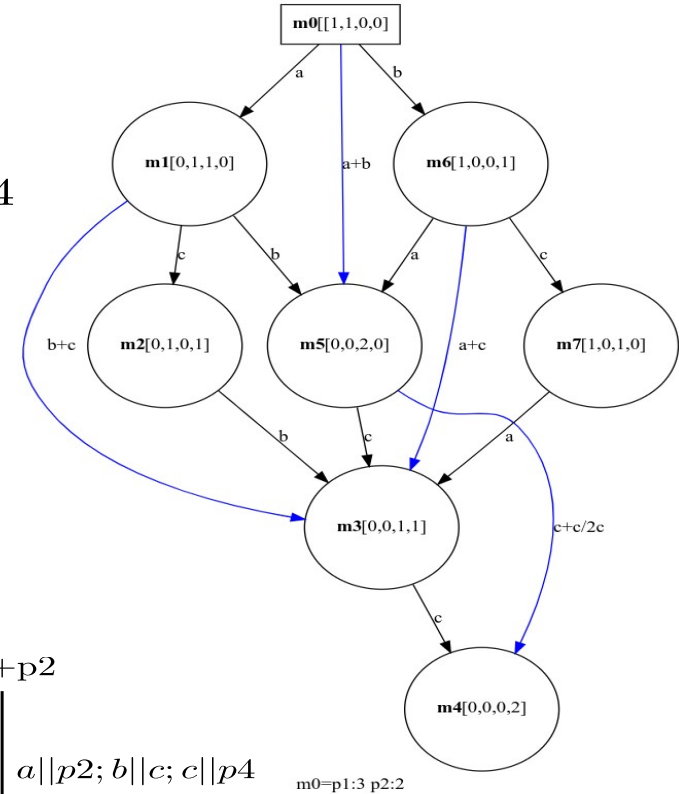 m0[[1,1,0,0]
a
b
m1[0,1,1,0]
a+b
m6[1,0,0,1]
4
c
b
a
c
b+c
m2[0,1,0,1]
m5[0,0,2,0]
a+c
m7[1,0,1,0]
b
c
a
m3[0,0,1,1]
c+c/2c
c
+p2
m4[0,0,0,2]
a||p2; b||c; c||p4
m0=p1:3 p2:2